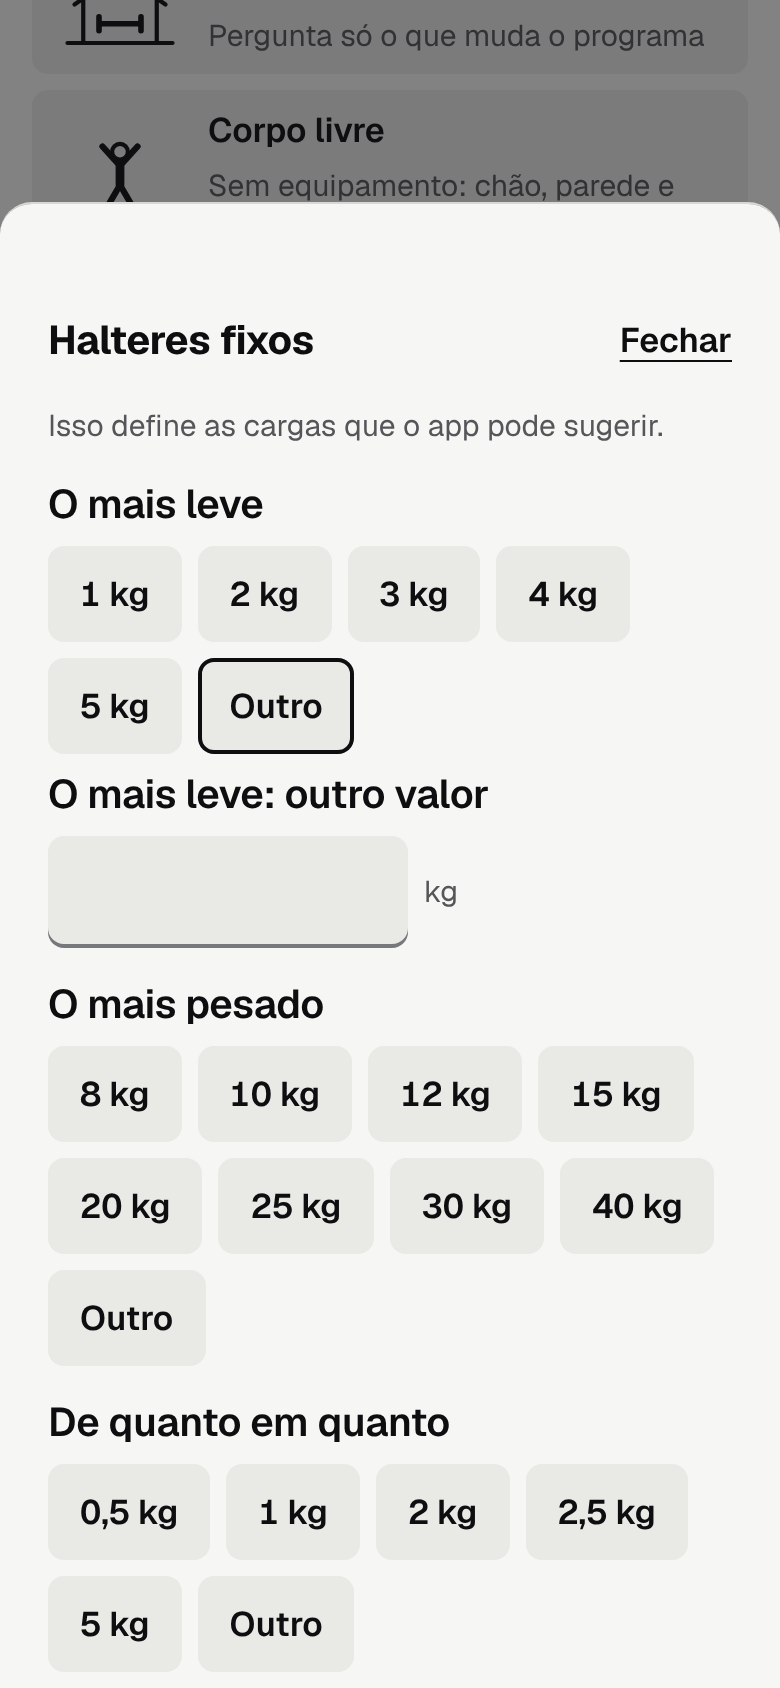 Pergunta só o que muda o programa
Corpo livre
Sem equipamento: chão, parede e
Halteres fixos
Fechar
Isso define as cargas que o app pode sugerir.
O mais leve
1 kg
2 kg
3 kg
4 kg
5 kg
Outro
O mais leve: outro valor
kg
O mais pesado
8 kg
10 kg
12 kg
15 kg
20 kg
25 kg
30 kg
40 kg
Outro
De quanto em quanto
0,5 kg
1 kg
2 kg
2,5 kg
5 kg
Outro